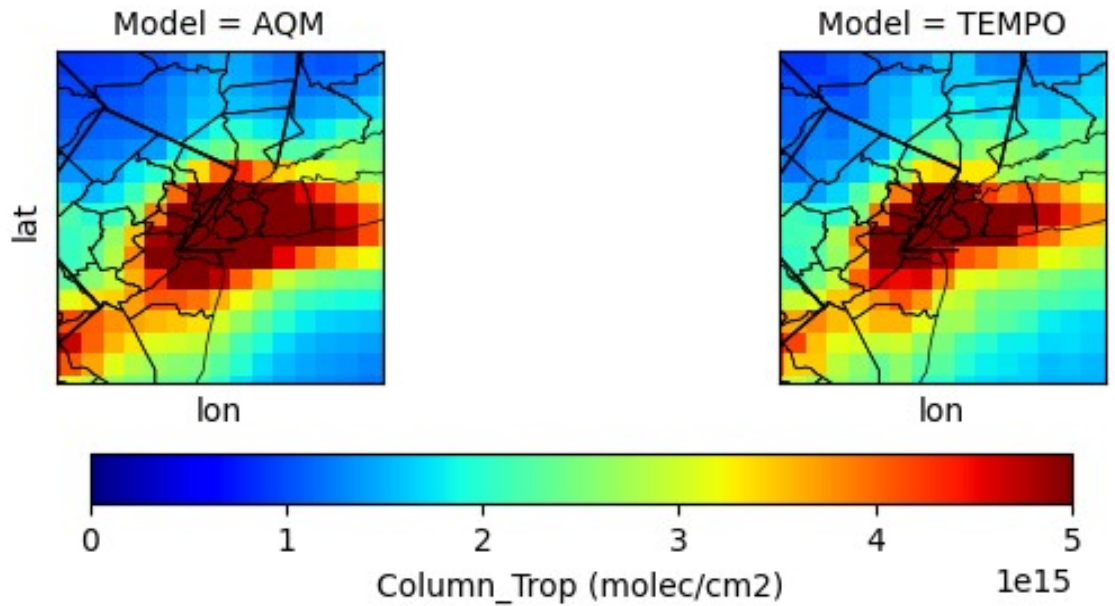 Model = AQM
Model = TEMPO
lat
lon
lon
0 1 2 3 4 5
1e15
Column_Trop (molec/cm2)